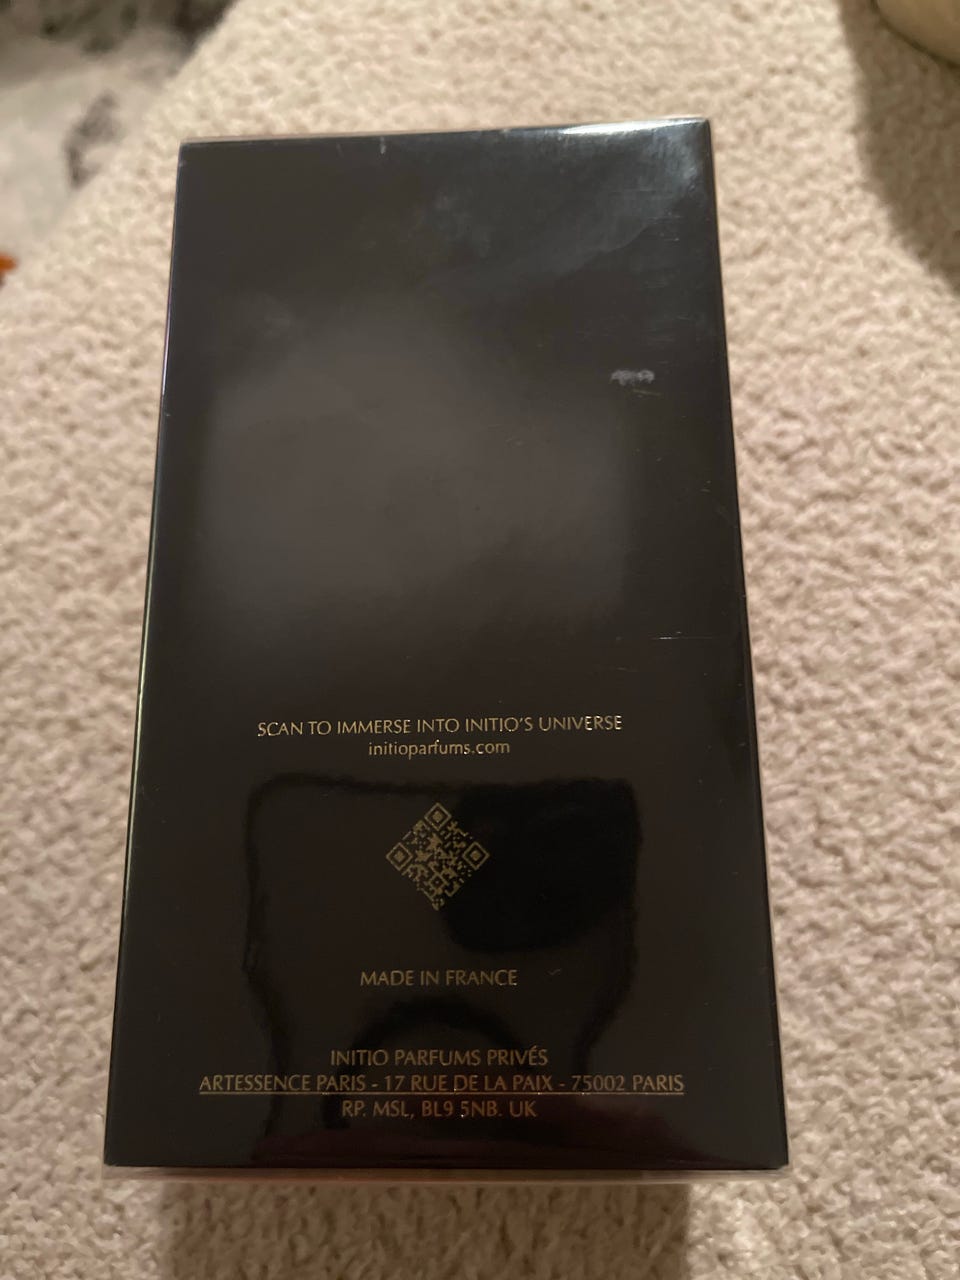 SCAN TO IMMERSE INTO INITIO'S UNIVERSE
initioparfums.com
MADE IN FRANCE
INITIO PARFUMS PRIVÉS
ARTESSENCE PARIS - 17 RUE DE LA PAIX - 75002 PARIS
RP. MSL, BL9 5NB. UK